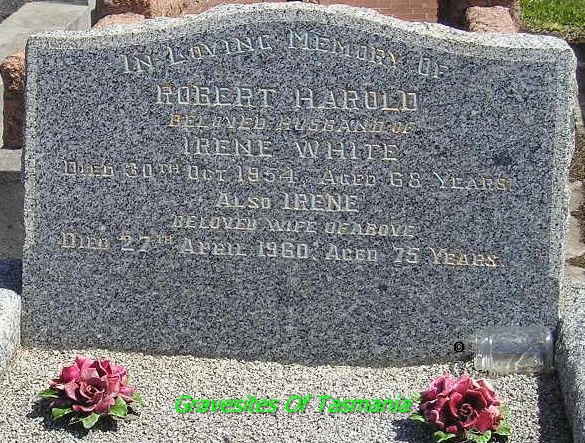 In Loving Memory Of
ROBERT HAROLD
BELOVED HUSBAND OF
IRENE WHITE
DIED 30TH OCT 1954. AGED 68 YEARS
ALSO IRENE
BELOVED WIFE OF ABOVE
DIED 27TH APRIL 1960. AGED 75 YEARS.
Gravesites Of Tasmania